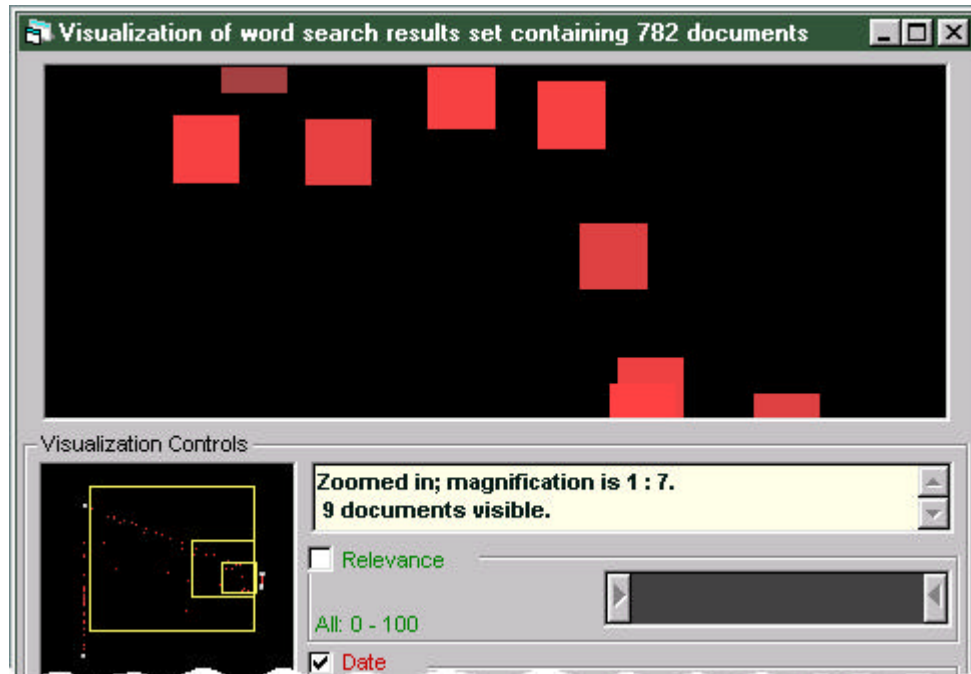 Visualization of word search results set containing 782 documents
Visualization Controls
Zoomed in; magnification is 1 : 7.
9 documents visible.
Relevance
All: 0 - 100
Date